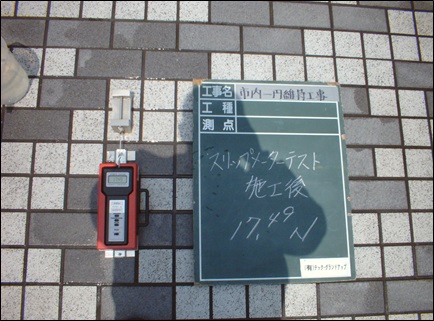 工事名 市内一円維持工事
工種
測点
スリップメーターテスト
施工後
17.49N